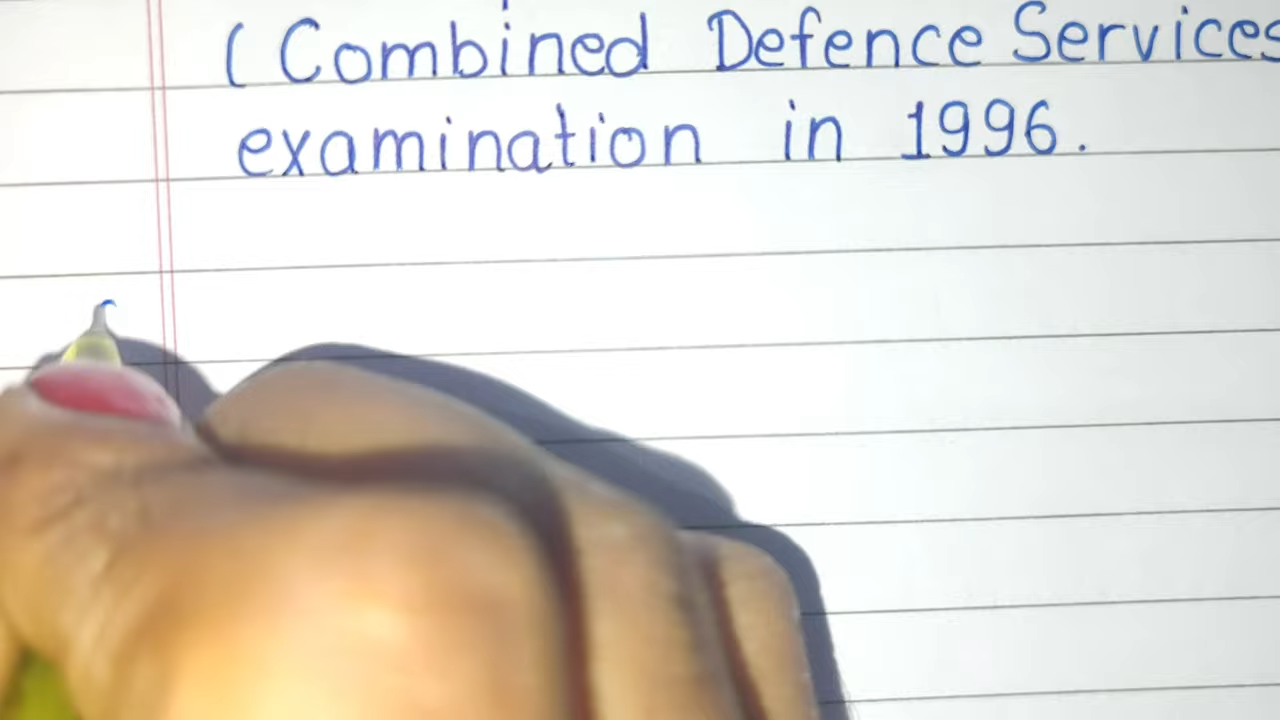 ( Combined Defence Services
examination in 1996.